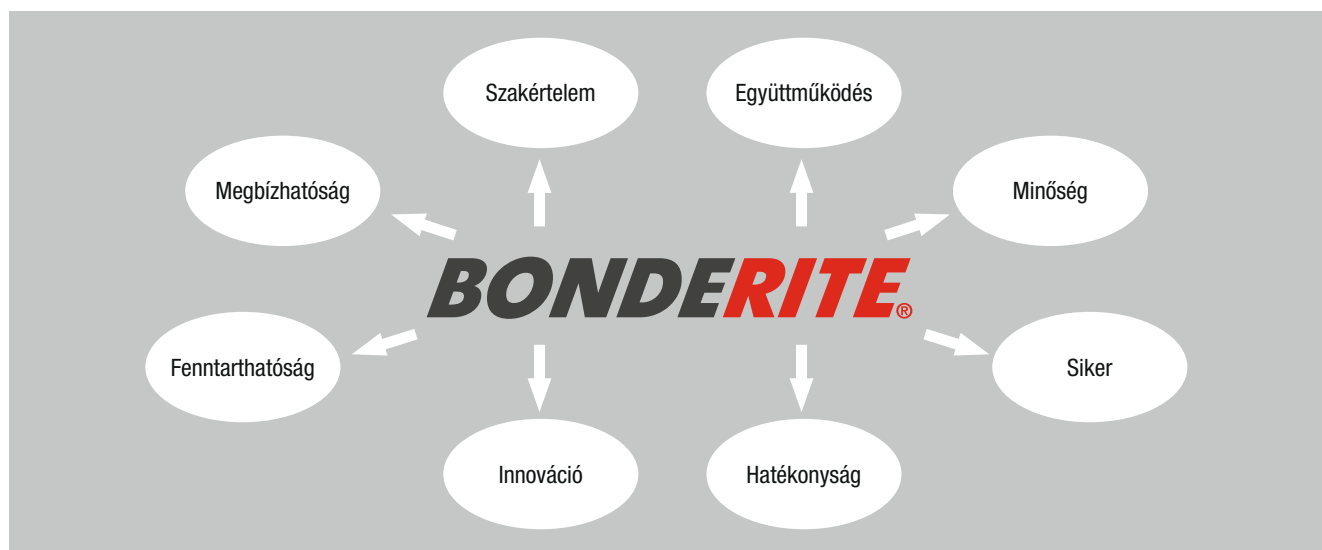 Szakértelem
Együttműködés
Megbízhatóság
Minőség
BONDERITE®
Fenntarthatóság
Siker
Innováció
Hatékonyság